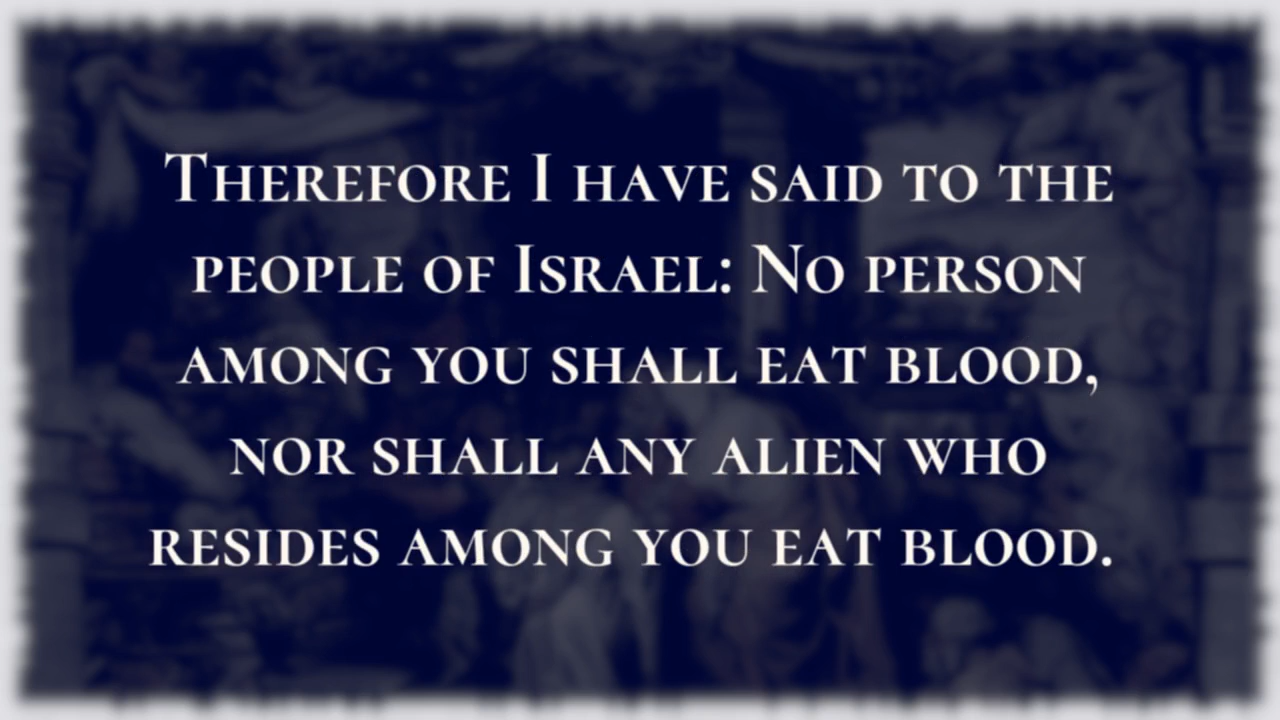 Therefore I have said to the
people of Israel: No person
among you shall eat blood,
nor shall any alien who
resides among you eat blood.